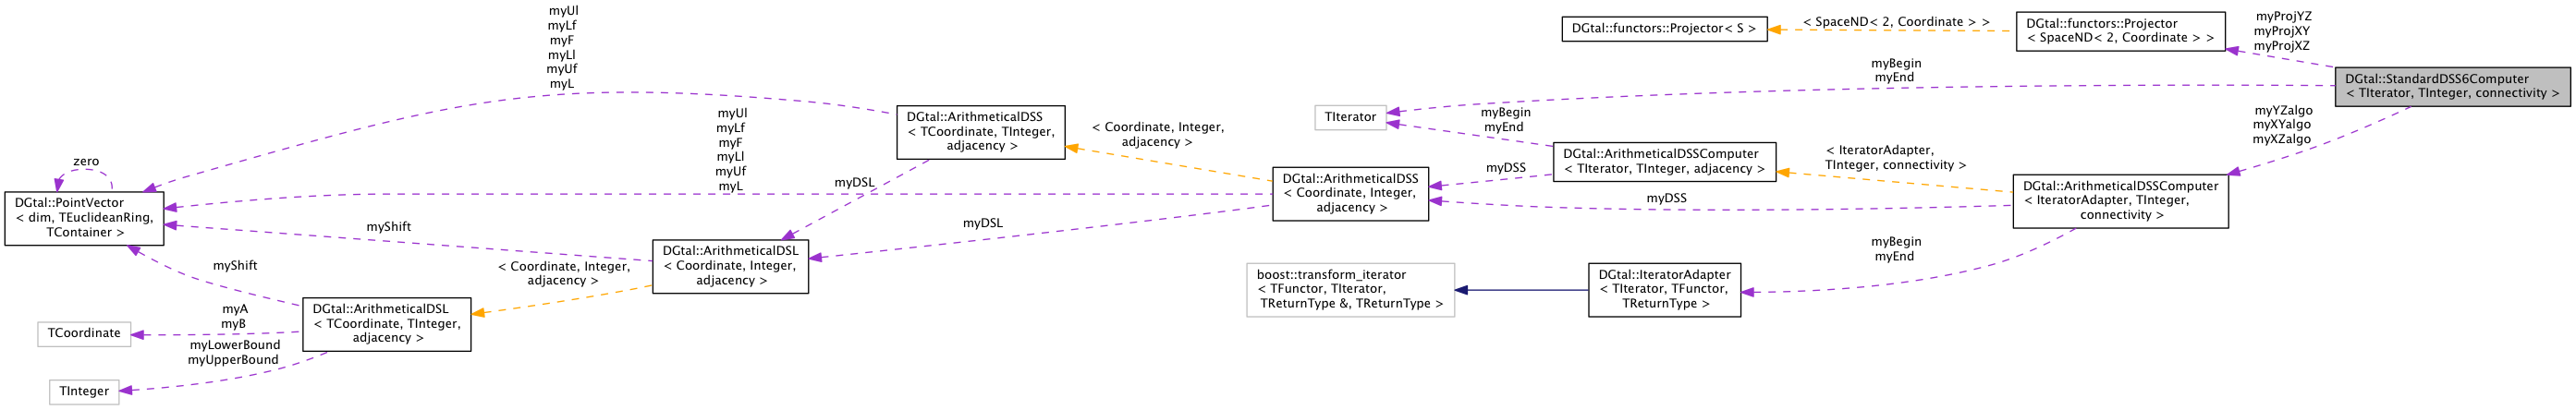 myUl
myLf
myF
myLl
myUf
myL
zero
DGtal::PointVector
< dim, TEuclideanRing,
TContainer >
TCoordinate
TInteger
myShift
myShift
myA
myB
myLowerBound
myUpperBound
DGtal::ArithmeticalDSL
< TCoordinate, TInteger,
adjacency >
< Coordinate, Integer,
adjacency >
myUl
myLf
myF
myLl
myUf
myL
DGtal::ArithmeticalDSL
< Coordinate, Integer,
adjacency >
myDSL
DGtal::ArithmeticalDSS
< TCoordinate, TInteger,
adjacency >
< Coordinate, Integer,
adjacency >
myDSL
DGtal::ArithmeticalDSS
< Coordinate, Integer,
adjacency >
TIterator
boost::transform_iterator
< TFunctor, TIterator,
TReturnType &, TReturnType >
myBegin
myEnd
myDSS
DGtal::functors::Projector< S >
DGtal::ArithmeticalDSSComputer
< TIterator, TInteger, adjacency >
myDSS
DGtal::IteratorAdapter
< TIterator, TFunctor,
TReturnType >
< SpaceND< 2, Coordinate > >
myBegin
myEnd
< IteratorAdapter,
TInteger, connectivity >
myBegin
myEnd
DGtal::functors::Projector
< SpaceND< 2, Coordinate > >
DGtal::ArithmeticalDSSComputer
< IteratorAdapter, TInteger,
connectivity >
myProjYZ
myProjXY
myProjXZ
myYZalgo
myXYalgo
myXZalgo
DGtal::StandardDSS6Computer
< TIterator, TInteger, connectivity >